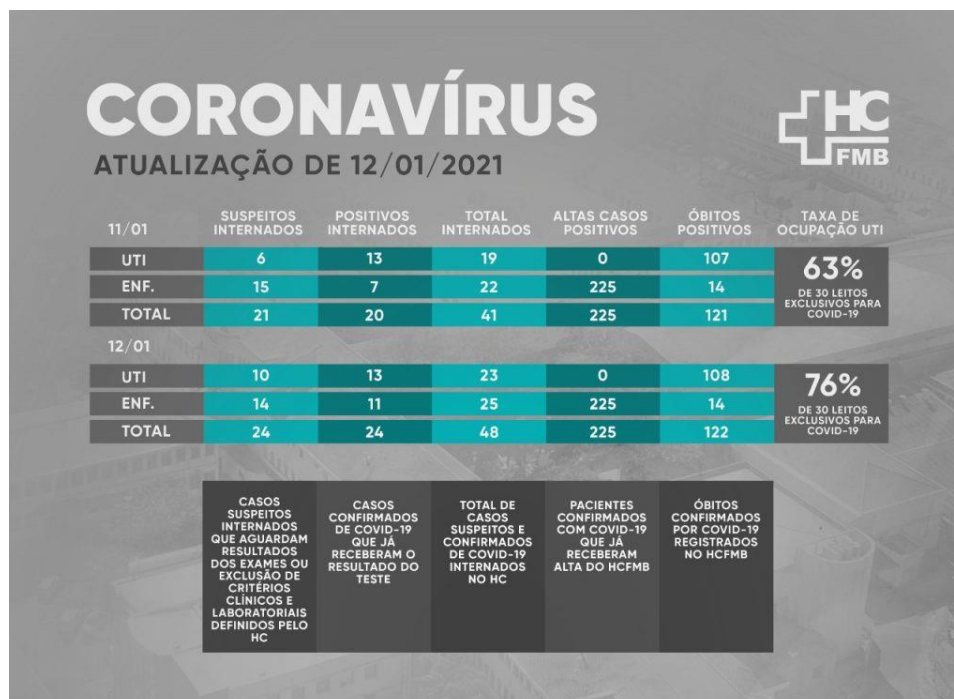 CORONAVÍRUS
ATUALIZAÇÃO DE 12/01/2021
HC
FMB
11/01
SUSPEITOS
INTERNADOS
POSITIVOS
INTERNADOS
TOTAL
INTERNADOS
ALTAS CASOS
POSITIVOS
ÓBITOS
POSITIVOS
TAXA DE
OCUPAÇÃO UTI
UTI 6 13 19 0 107
ENF. 15 7 22 225 14
TOTAL 21 20 41 225 121
63%
DE 30 LEITOS
EXCLUSIVOS PARA
COVID-19
12/01
UTI 10 13 23 0 108
ENF. 14 11 25 225 14
TOTAL 24 24 48 225 122
76%
DE 30 LEITOS
EXCLUSIVOS PARA
COVID-19
CASOS
SUSPEITOS
INTERNADOS
QUE AGUARDAM
RESULTADOS
DOS EXAMES OU
EXCLUSÃO DE
CRITÉRIOS
CLÍNICOS E
LABORATORIAIS
DEFINIDOS PELO
HC
CASOS
CONFIRMADOS
DE COVID-19
QUE JÁ
RECEBERAM O
RESULTADO DO
TESTE
TOTAL DE
CASOS
SUSPEITOS E
CONFIRMADOS
DE COVID-19
INTERNADOS
NO HC
PACIENTES
CONFIRMADOS
COM COVID-19
QUE JÁ
RECEBERAM
ALTA DO HCFMB
ÓBITOS
CONFIRMADOS
POR COVID-19
REGISTRADOS
NO HCFMB